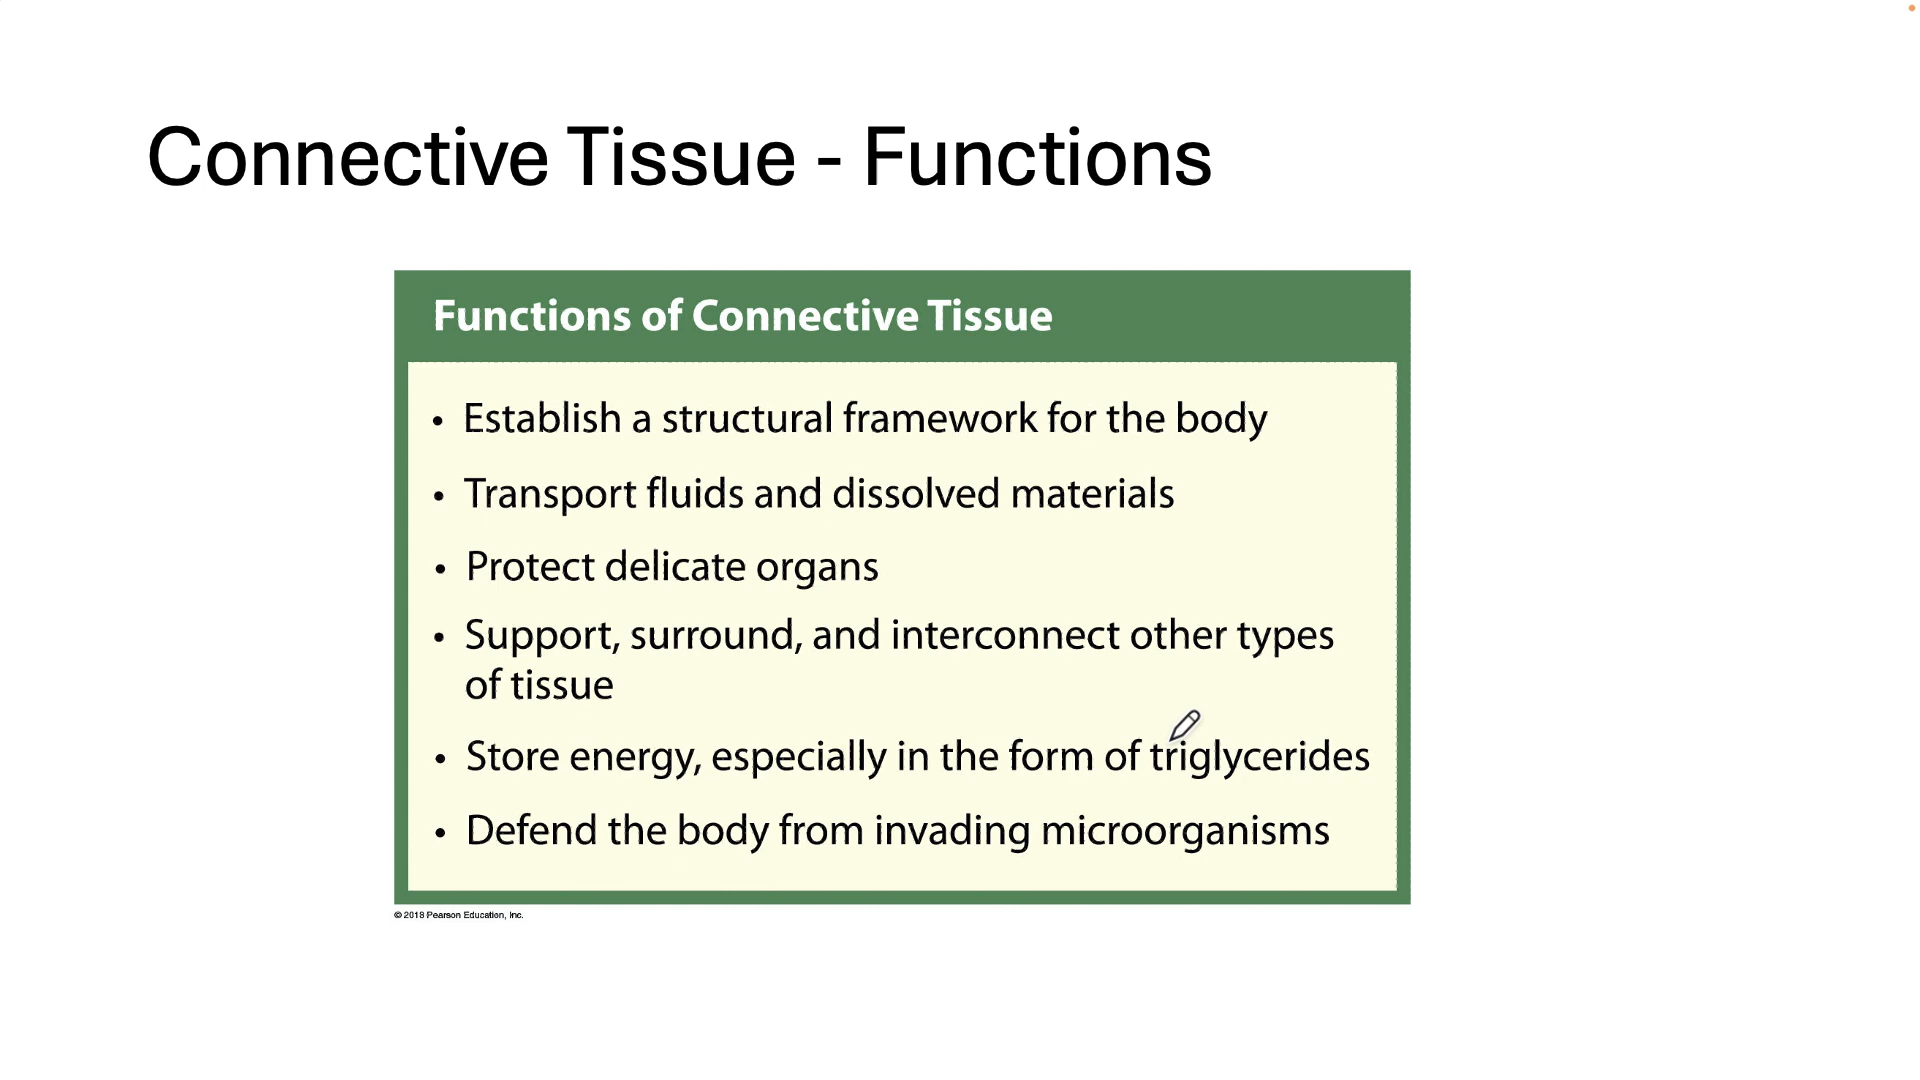 Connective Tissue - Functions
Functions of Connective Tissue
• Establish a structural framework for the body
• Transport fluids and dissolved materials
• Protect delicate organs
• Support, surround, and interconnect other types
of tissue
• Store energy, especially in the form of triglycerides
• Defend the body from invading microorganisms
© 2018 Pearson Education, Inc.